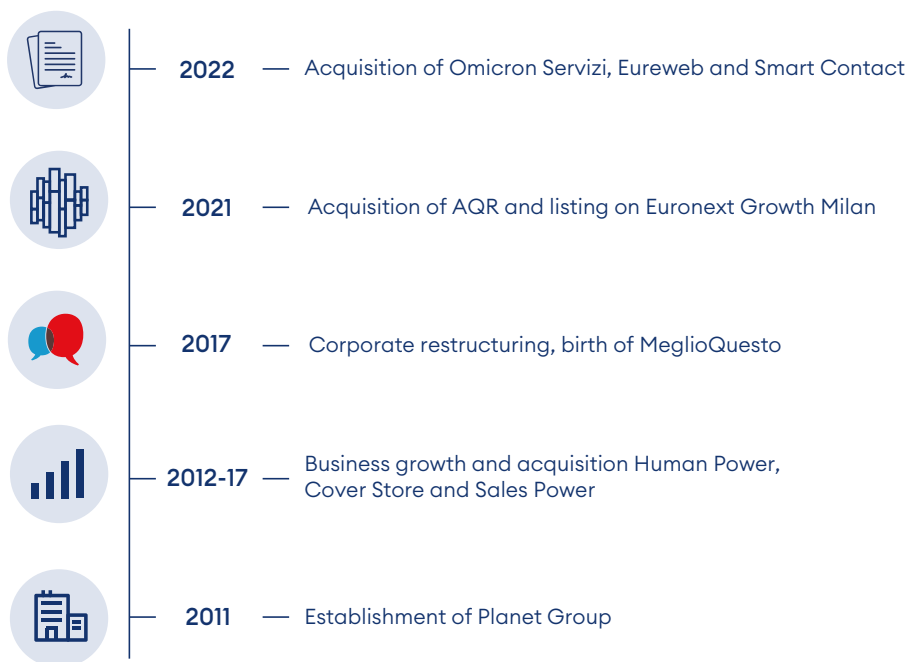 2022 Acquisition of Omicron Servizi, Eureweb and Smart Contact
2021 Acquisition of AQR and listing on Euronext Growth Milan
2017 Corporate restructuring, birth of MeglioQuesto
2012-17 Business growth and acquisition Human Power,
Cover Store and Sales Power
2011 Establishment of Planet Group